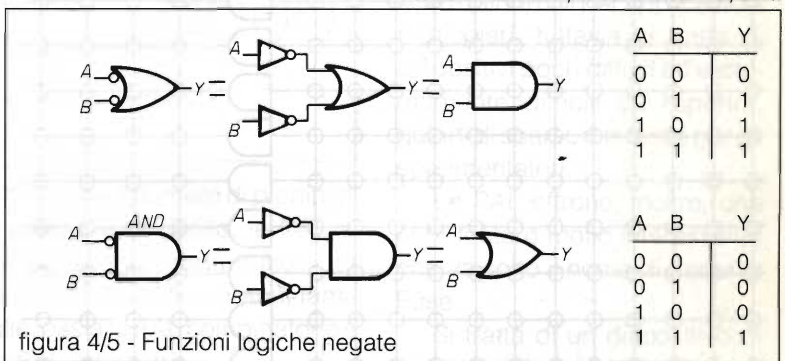 A B Y
A
B
Y =
A
B
Y =
A
B
Y
0 0 0
0 1 1
1 0 1
1 1 1
AND
A
B
Y =
A
B
Y =
A
B
Y
A B Y
0 0 0
0 1 0
1 0 0
1 1 1
figura 4/5 - Funzioni logiche negate